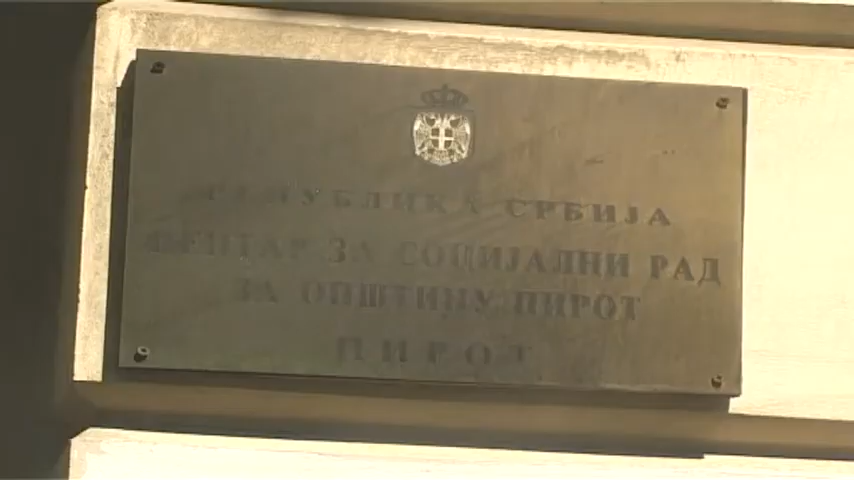 РЕПУБЛИКА СРБИЈА
ЦЕНТАР ЗА СОЦИЈАЛНИ РАД
ЗА ОПШТИНУ ПИРОТ
ПИРОТ